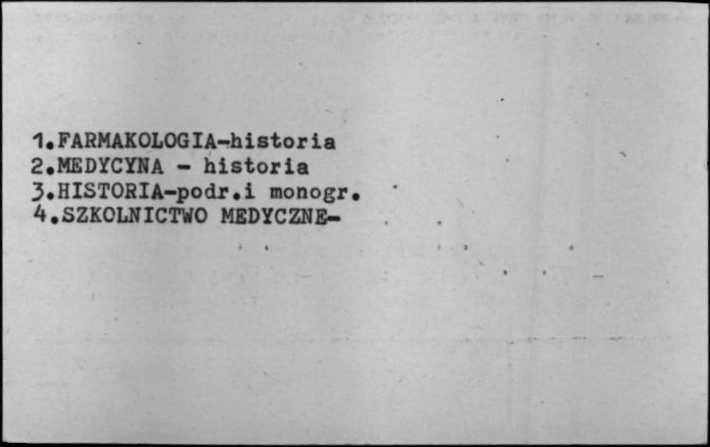 1.FARMAKOLOGIA-historia
2.MEDYCYNA - historia
3.HISTORIA-podr.i monogr.
4.SZKOLNICTWO MEDYCZNE-